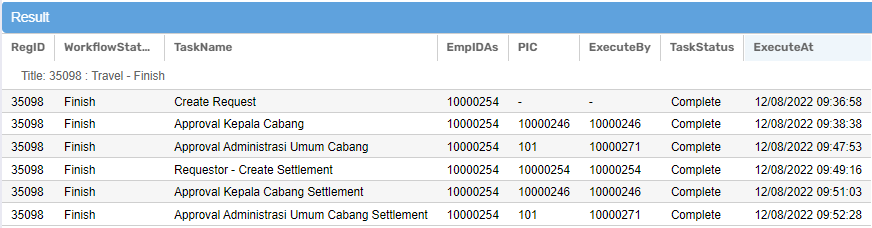 Result
RegID WorkflowStat... TaskName EmpIDAs PIC ExecuteBy TaskStatus ExecuteAt
Title: 35098 : Travel - Finish
35098 Finish Create Request 10000254 - - Complete 12/08/2022 09:36:58
35098 Finish Approval Kepala Cabang 10000254 10000246 10000246 Complete 12/08/2022 09:38:38
35098 Finish Approval Administrasi Umum Cabang 10000254 101 10000271 Complete 12/08/2022 09:47:53
35098 Finish Requestor - Create Settlement 10000254 10000254 10000254 Complete 12/08/2022 09:49:16
35098 Finish Approval Kepala Cabang Settlement 10000254 10000246 10000246 Complete 12/08/2022 09:51:03
35098 Finish Approval Administrasi Umum Cabang Settlement 10000254 101 10000271 Complete 12/08/2022 09:52:28